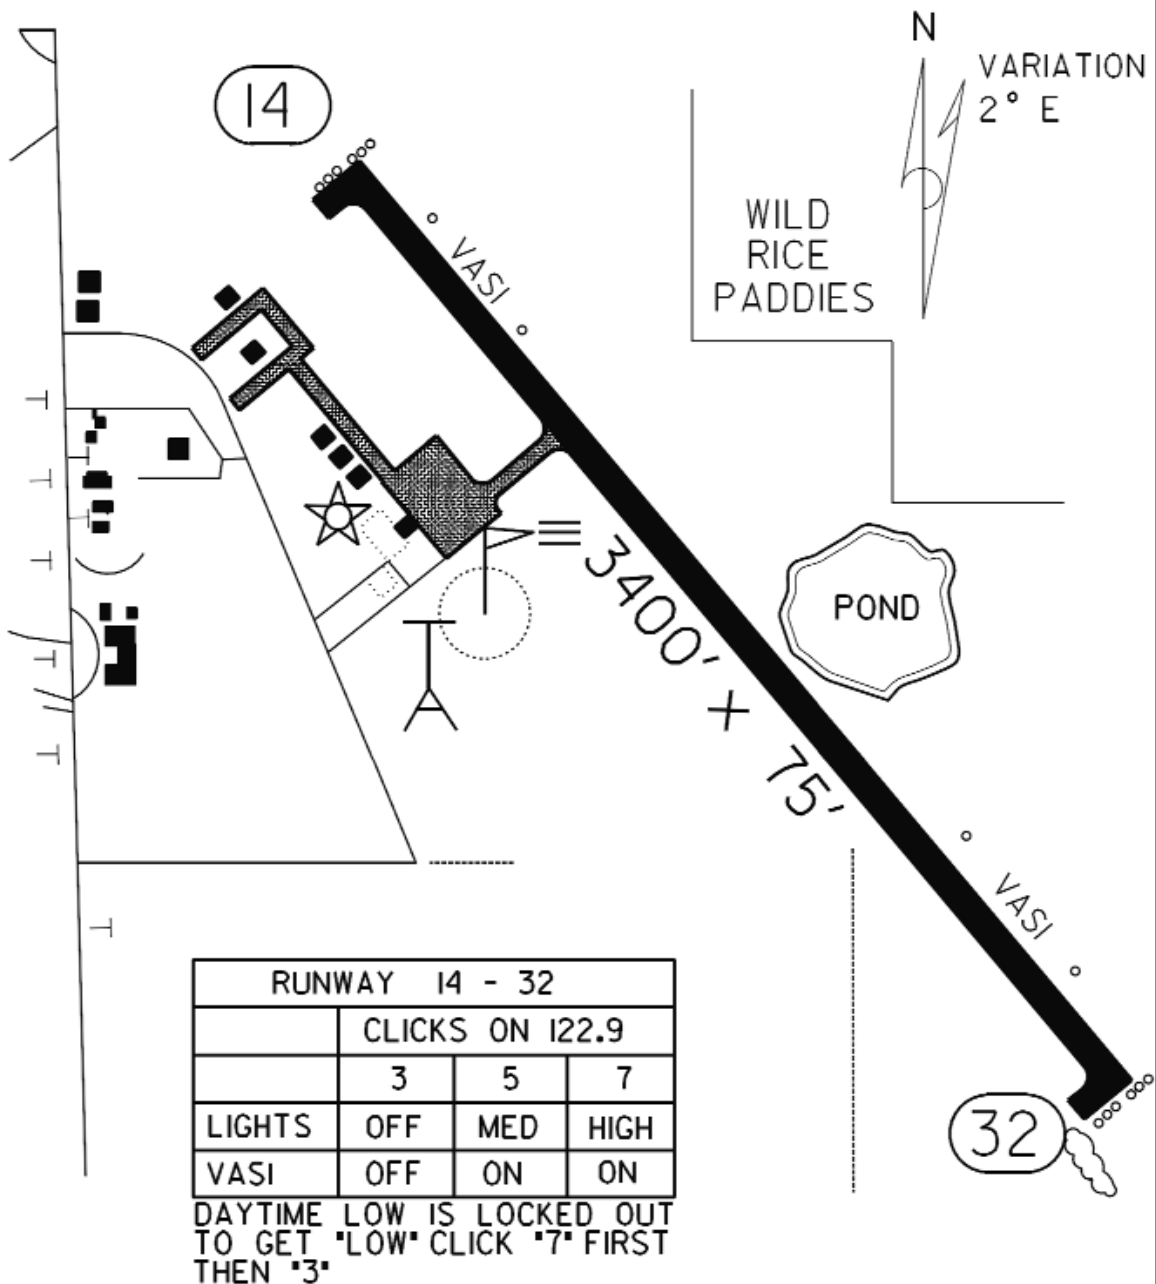 N
VARIATION
2° E
14
WILD
RICE
PADDIES
VASI
POND
3400' x 75'
VASI
32
RUNWAY 14 - 32
CLICKS ON 122.9
3 5 7
LIGHTS OFF MED HIGH
VASI OFF ON ON
DAYTIME LOW IS LOCKED OUT
TO GET "LOW" CLICK "7" FIRST
THEN "3"